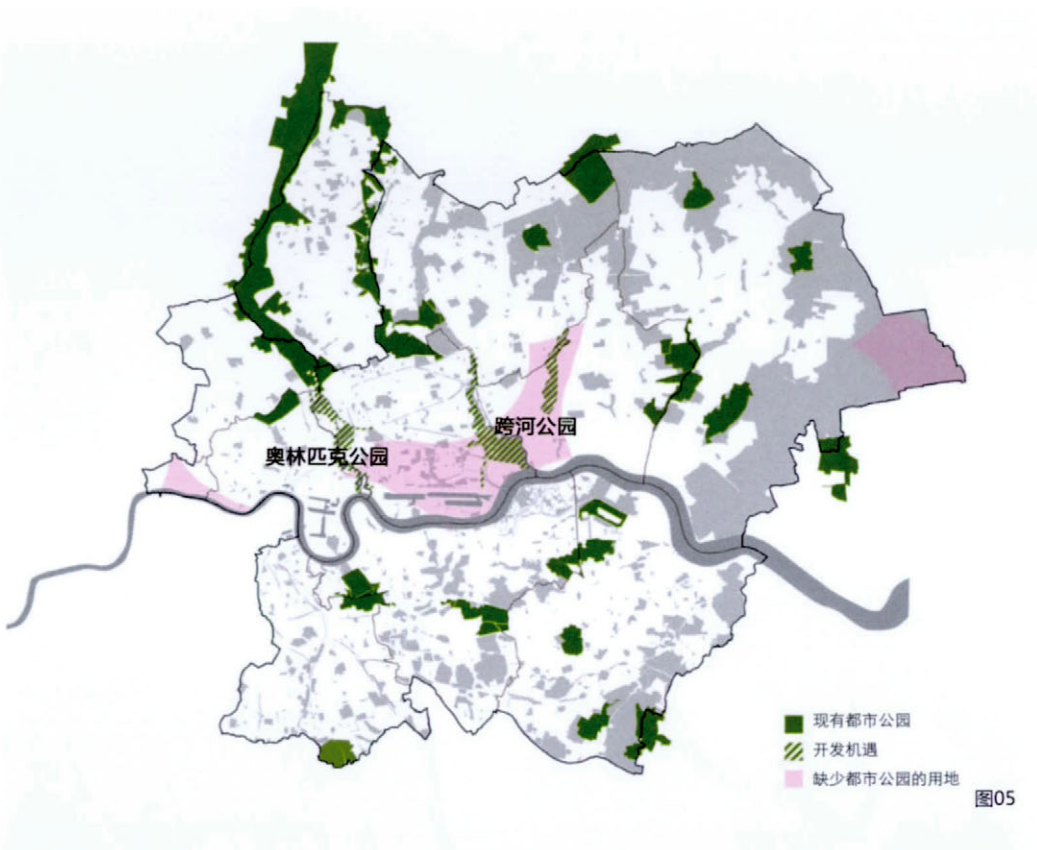 跨河公园
奥林匹克公园
现有都市公园
开发机遇
缺少都市公园的用地
图05